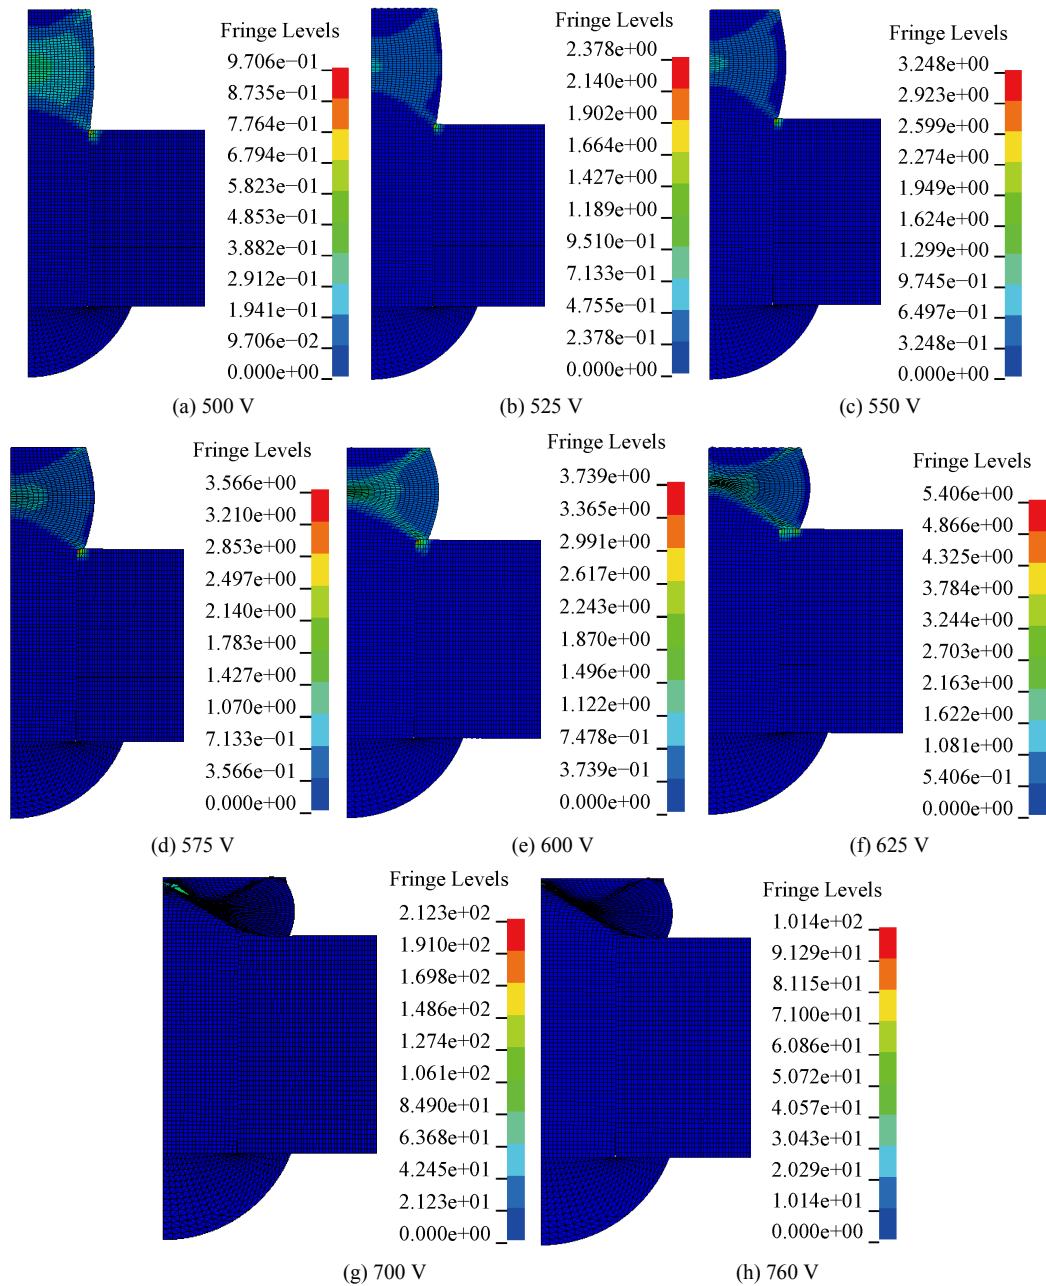 Fringe Levels
9.706e−01
8.735e−01
7.764e−01
6.794e−01
5.823e−01
4.853e−01
3.882e−01
2.912e−01
1.941e−01
9.706e−02
0.000e+00
(a) 500 V
Fringe Levels
2.378e+00
2.140e+00
1.902e+00
1.664e+00
1.427e+00
1.189e+00
9.510e−01
7.133e−01
4.755e−01
2.378e−01
0.000e+00
(b) 525 V
Fringe Levels
3.248e+00
2.923e+00
2.599e+00
2.274e+00
1.949e+00
1.624e+00
1.299e+00
9.745e−01
6.497e−01
3.248e−01
0.000e+00
(c) 550 V
Fringe Levels
3.566e+00
3.210e+00
2.853e+00
2.497e+00
2.140e+00
1.783e+00
1.427e+00
1.070e+00
7.133e−01
3.566e−01
0.000e+00
(d) 575 V
Fringe Levels
3.739e+00
3.365e+00
2.991e+00
2.617e+00
2.243e+00
1.870e+00
1.496e+00
1.122e+00
7.478e−01
3.739e−01
0.000e+00
(e) 600 V
Fringe Levels
5.406e+00
4.866e+00
4.325e+00
3.784e+00
3.244e+00
2.703e+00
2.163e+00
1.622e+00
1.081e+00
5.406e−01
0.000e+00
(f) 625 V
Fringe Levels
2.123e+02
1.910e+02
1.698e+02
1.486e+02
1.274e+02
1.061e+02
8.490e+01
6.368e+01
4.245e+01
2.123e+01
0.000e+00
(g) 700 V
Fringe Levels
1.014e+02
9.129e+01
8.115e+01
7.100e+01
6.086e+01
5.072e+01
4.057e+01
3.043e+01
2.029e+01
1.014e+01
0.000e+00
(h) 760 V